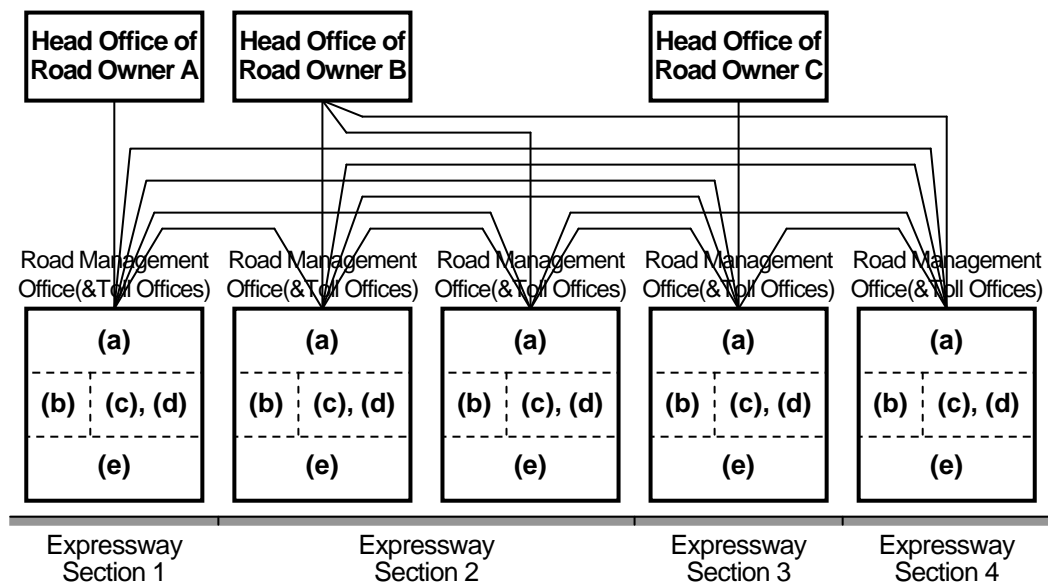 Head Office of
Road Owner A
Head Office of
Road Owner B
Head Office of
Road Owner C
Road Management
Office(&Toll Offices)
Road Management
Office(&Toll Offices)
Road Management
Office(&Toll Offices)
Road Management
Office(&Toll Offices)
Road Management
Office(&Toll Offices)
(a)
(b)
(c), (d)
(e)
(a)
(b)
(c), (d)
(e)
(a)
(b)
(c), (d)
(e)
(a)
(b)
(c), (d)
(e)
(a)
(b)
(c), (d)
(e)
Expressway
Section 1
Expressway
Section 2
Expressway
Section 3
Expressway
Section 4